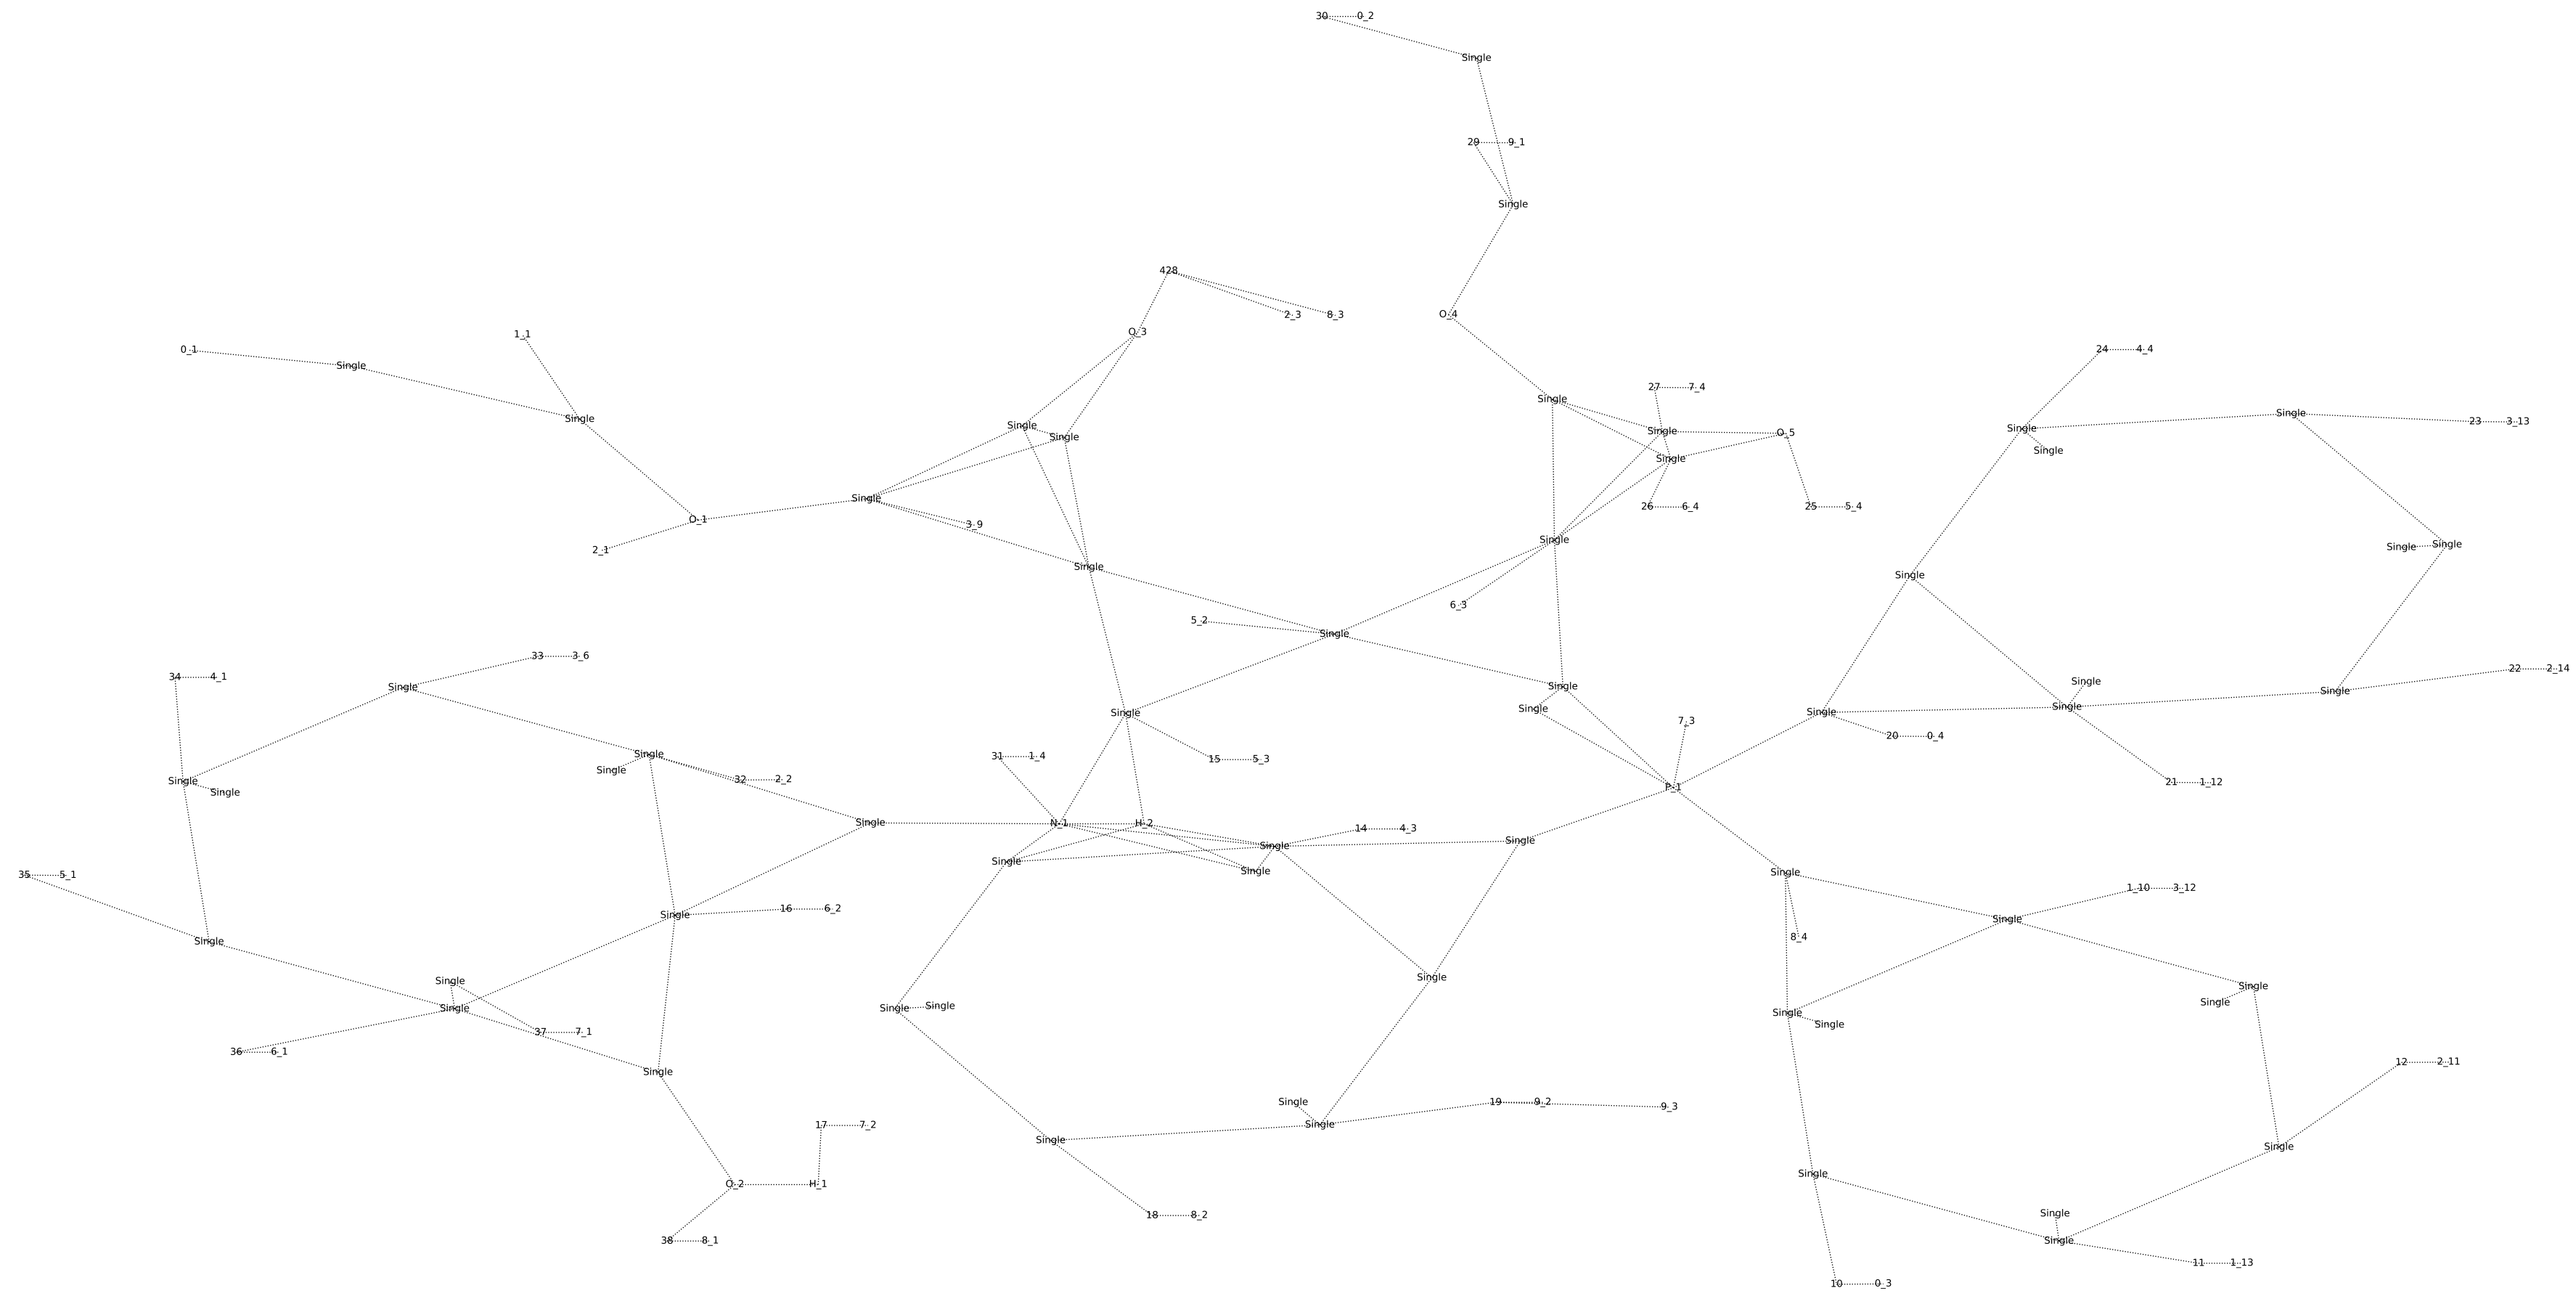 30 0_2
Single
29 9_1
Single
428
2_3 8_3
O_4
O_3
1_1
0_1
24 4_4
Single
27 7_4
Single
Single
Single
3_13
23
Single
Single
Single
Single
O_5
Single
Single
Single
Single
26 6_4
25 5_4
O_1
3_9
Single
Single
Single
2_1
Single
Single
6_3
5_2
Single
33 3_6
22 2_14
34 4_1
Single
Single
Single
Single
Single
Single
Single
Single
7_3
20 0_4
Single
31 1_4
15 5_3
Single
32 2_2
Single
21 1_12
P_1
Single
Single
N_1 H_2
14 4_3
Single
Single
Single
Single
Single
35 5_1
1_10 3_12
16 6_2
Single
Single
8_4
Single
Single
Single
Single
Single
Single
Single
Single
Single
Single
Single
37 7_1
36 6_1
12 2_11
Single
Single
19 9_2
9_3
17 7_2
Single
Single
Single
Single
O_2 H_1
18 8_2
Single
38 8_1
Single
11 1_13
10 0_3